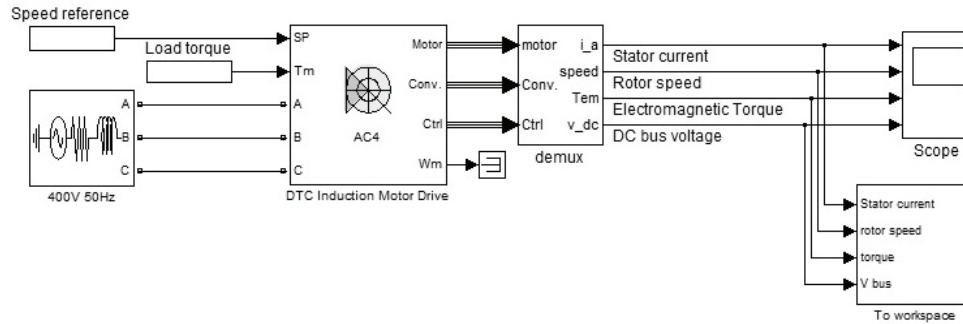 Speed reference
SP
Load torque
Tm
A
B
C
400V 50Hz
A
B
C
Motor
Conv.
Ctrl
Wm
AC4
DTC Induction Motor Drive
motor
Conv.
Ctrl
i_a
speed
Tem
v_dc
demux
Stator current
Rotor speed
Electromagnetic Torque
DC bus voltage
Scope
Stator current
rotor speed
torque
V bus
To workspace